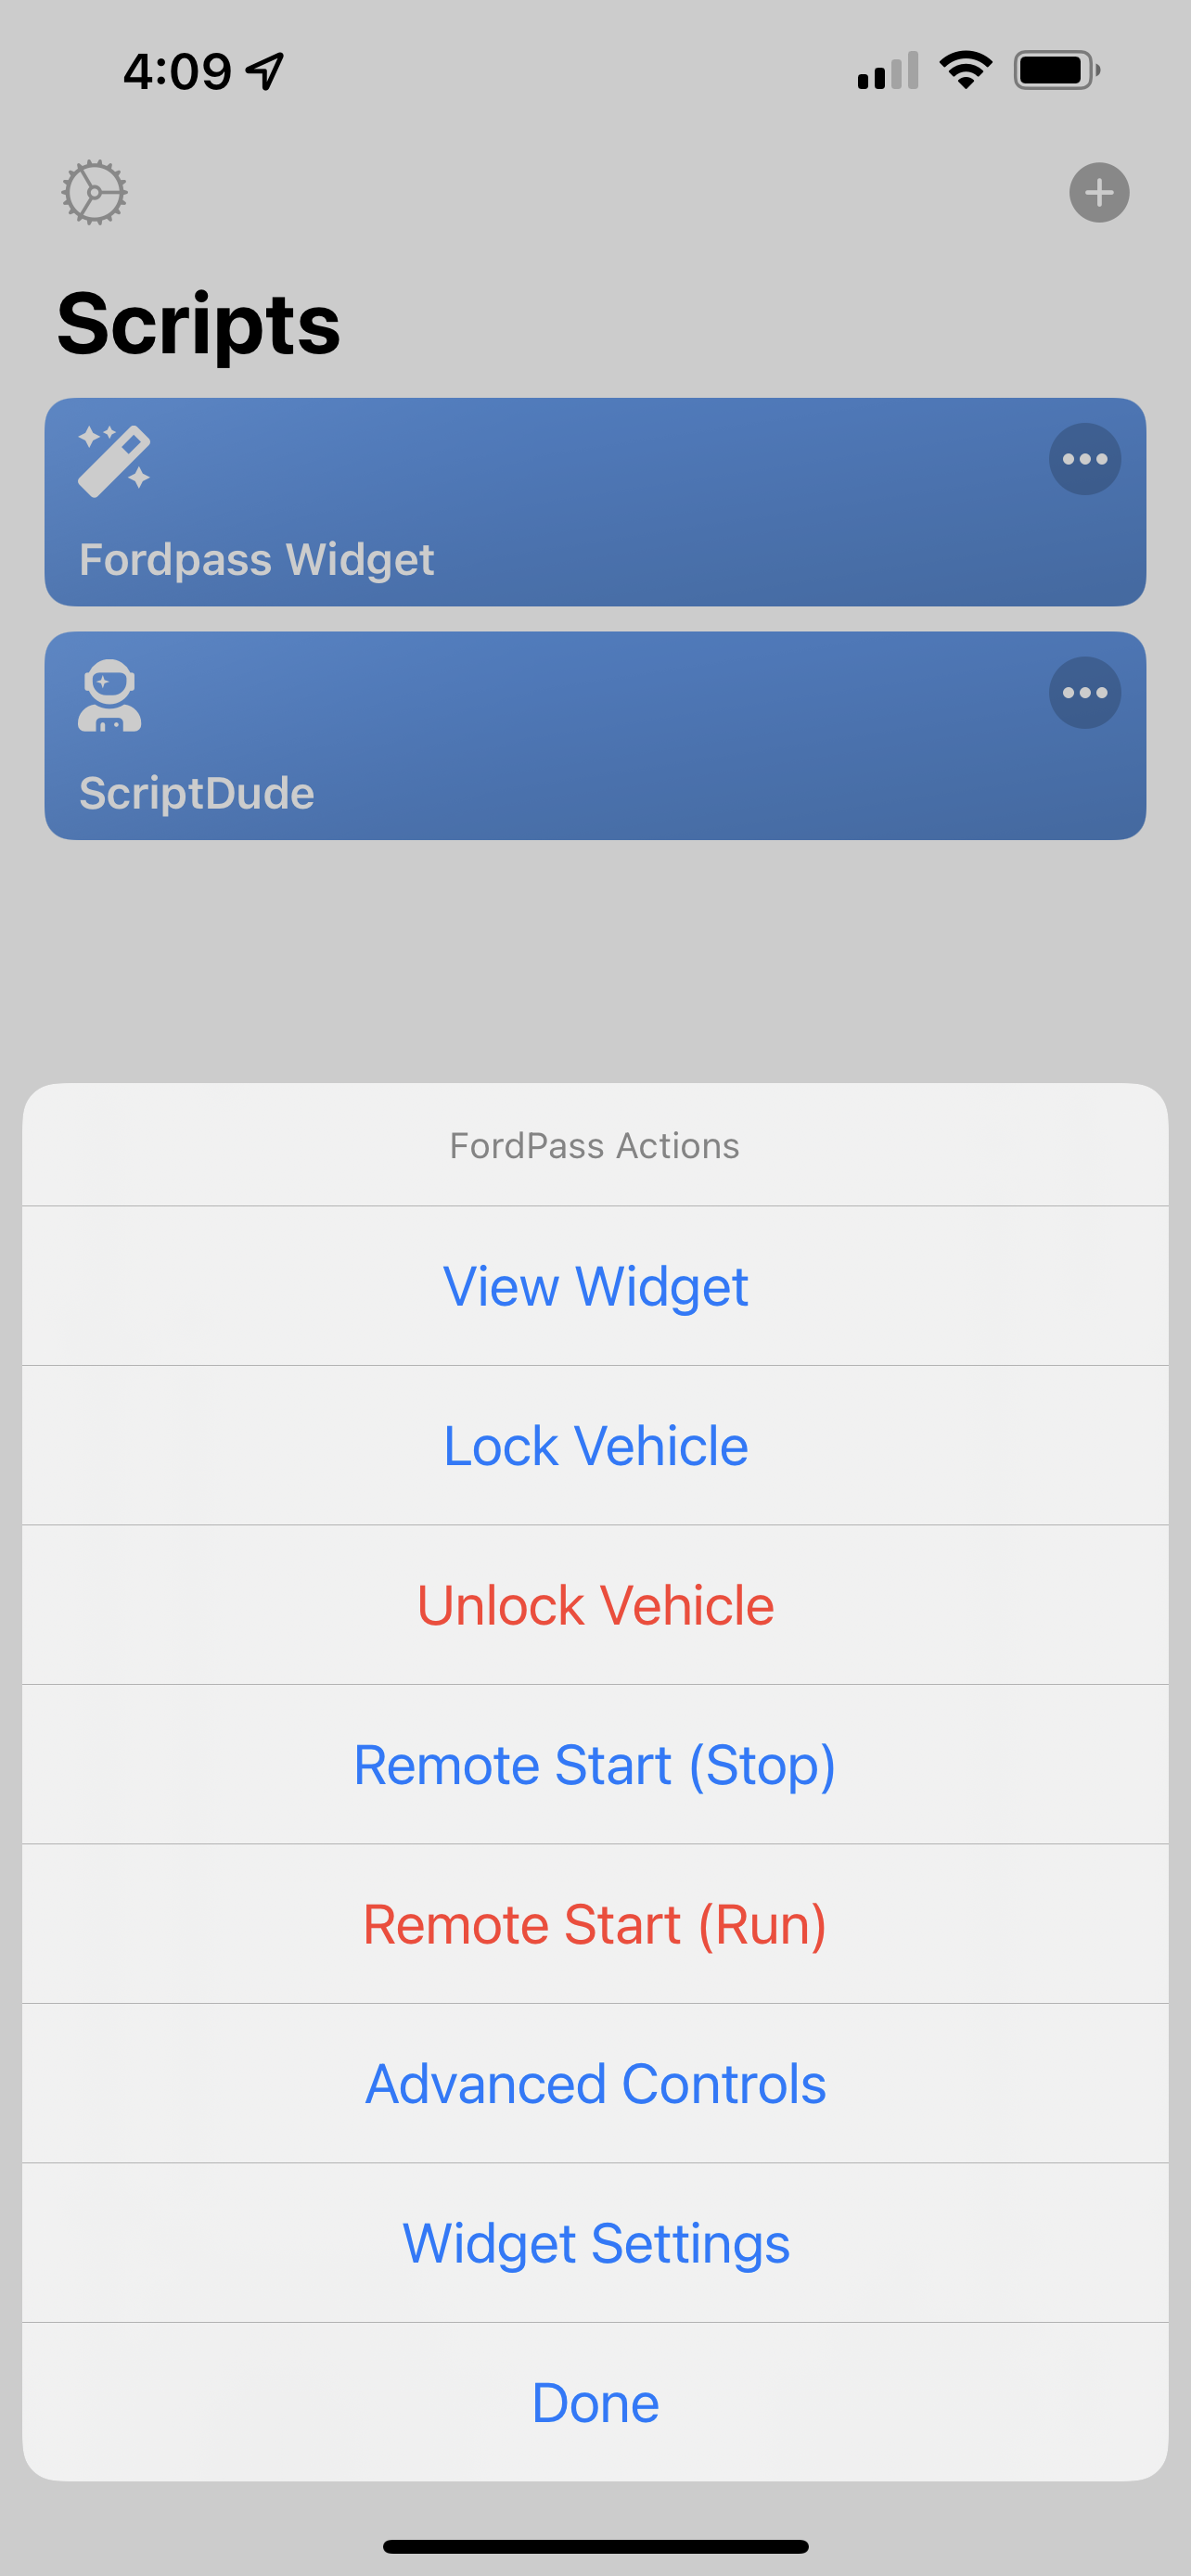 4:09
Scripts
Fordpass Widget
ScriptDude
FordPass Actions
View Widget
Lock Vehicle
Unlock Vehicle
Remote Start (Stop)
Remote Start (Run)
Advanced Controls
Widget Settings
Done